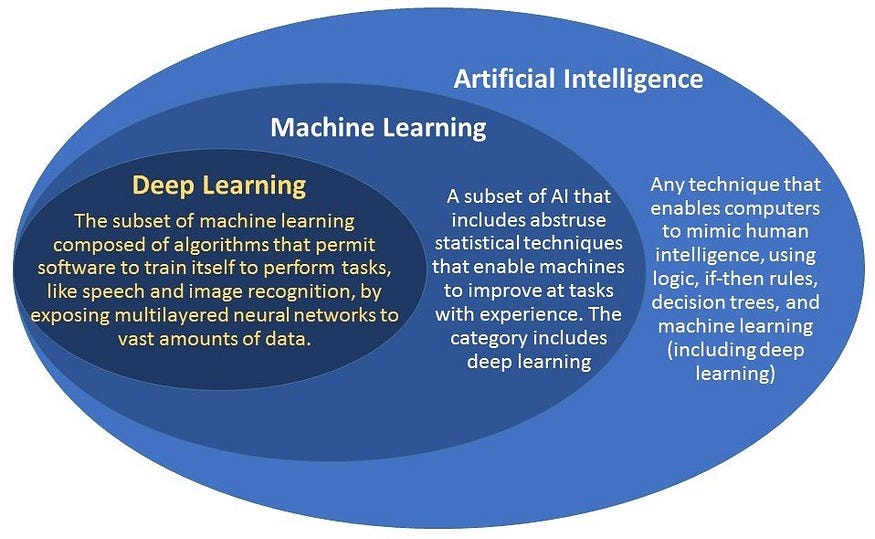 Artificial Intelligence
Machine Learning
Deep Learning
The subset of machine learning
composed of algorithms that permit
software to train itself to perform tasks,
like speech and image recognition, by
exposing multilayered neural networks to
vast amounts of data.
A subset of AI that
includes abstruse
statistical techniques
that enable machines
to improve at tasks
with experience. The
category includes
deep learning
Any technique that
enables computers
to mimic human
intelligence, using
logic, if-then rules,
decision trees, and
machine learning
(including deep
learning)